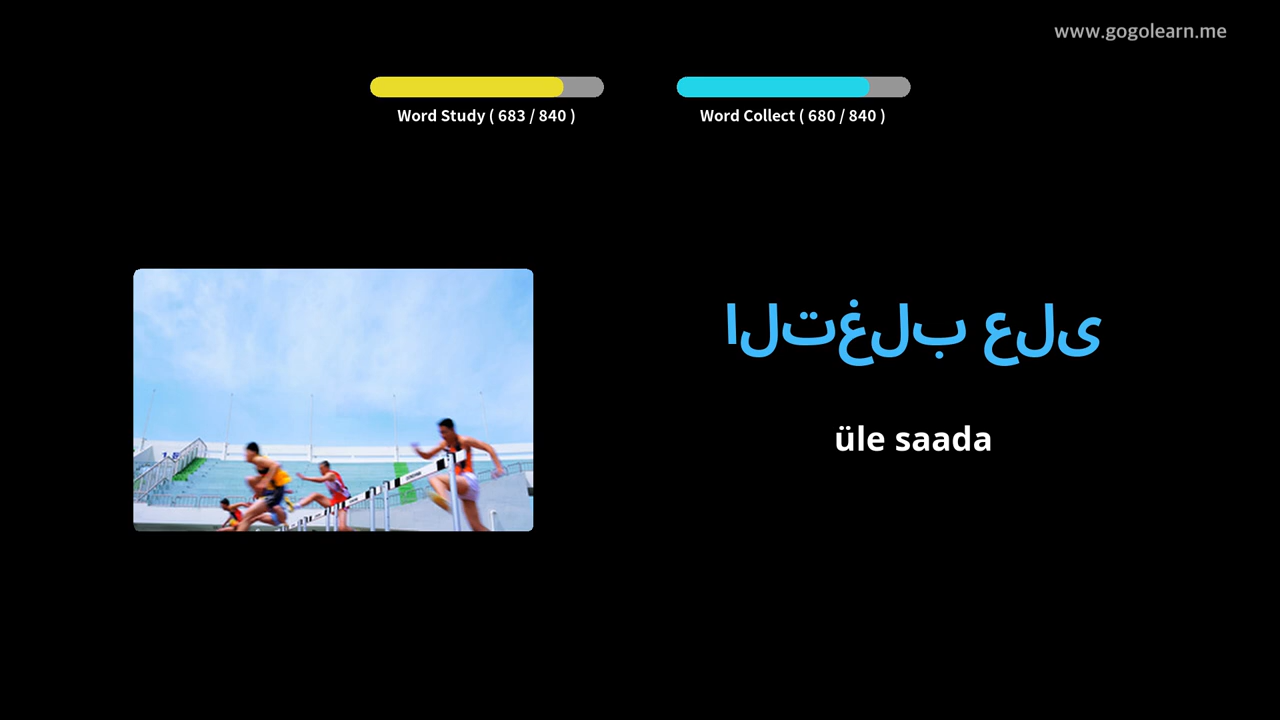 www.gogolearn.me
Word Study ( 683 / 840 )
Word Collect ( 680 / 840 )
التغلب على
üle saada